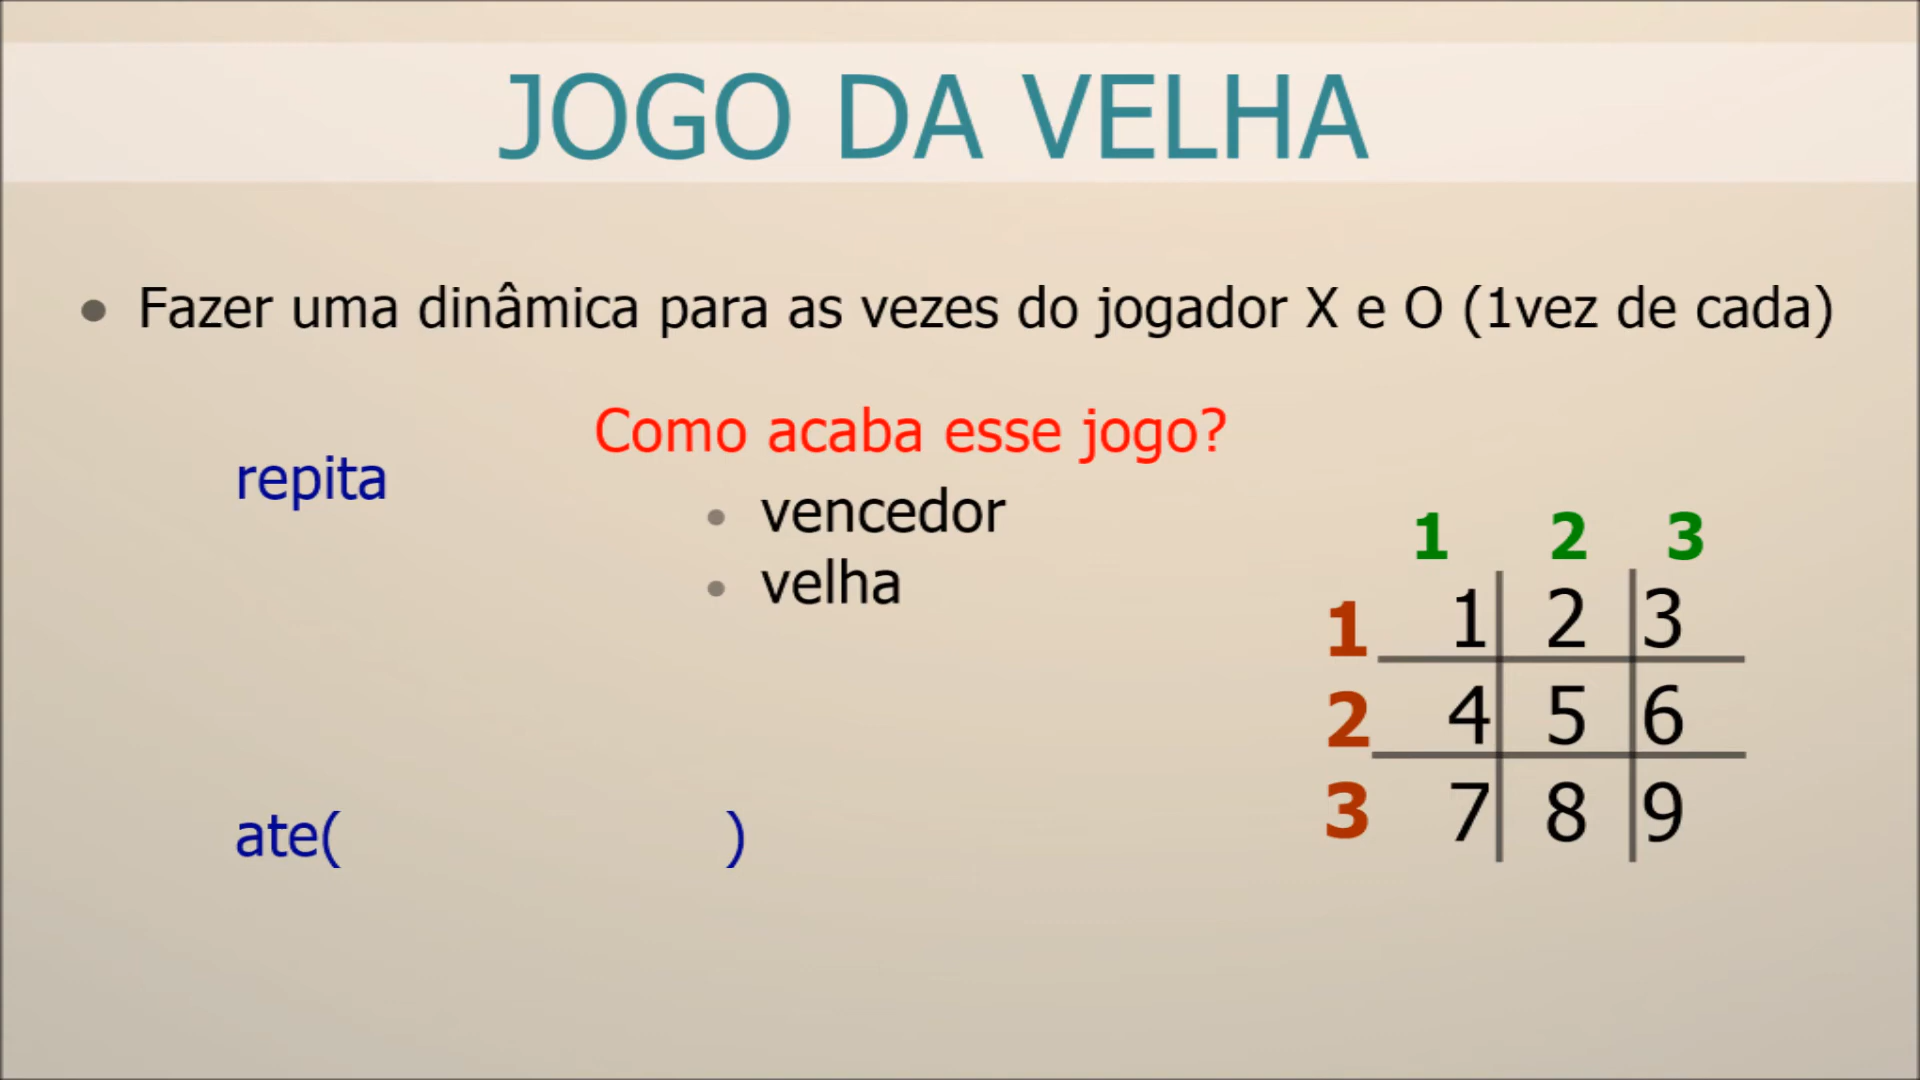 JOGO DA VELHA
Fazer uma dinâmica para as vezes do jogador X e O (1vez de cada)
Como acaba esse jogo?
repita
vencedor
velha
1 2 3
1 1 2 3
2 4 5 6
3 7 8 9
ate( )